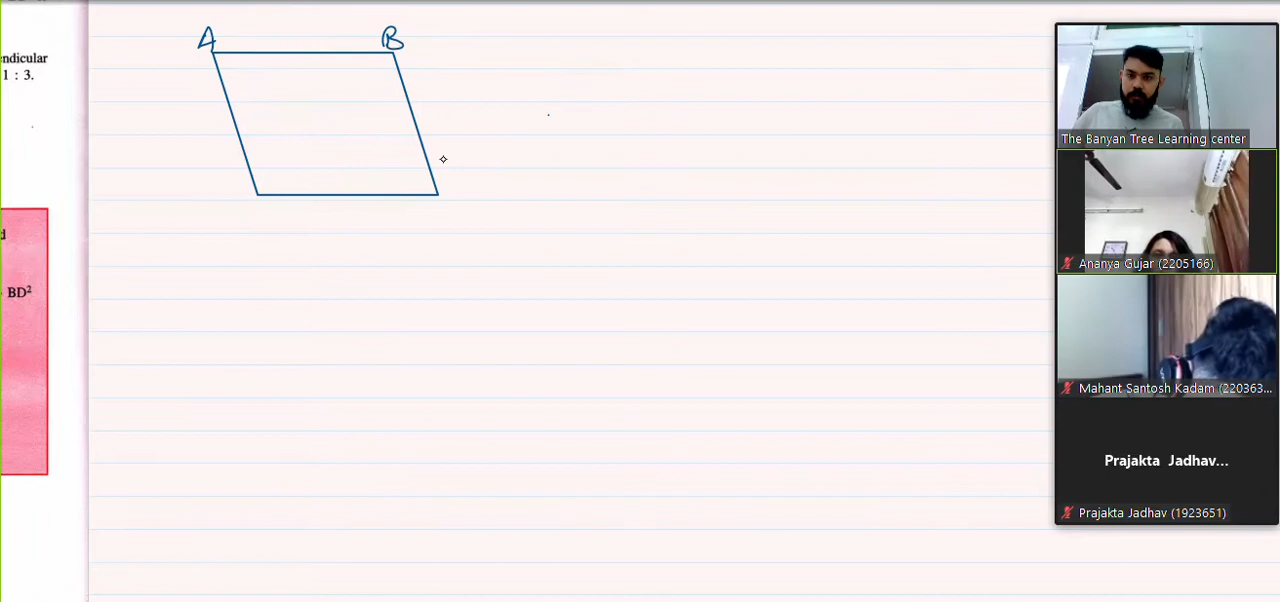 ndicular
1 : 3.
BD²
A
B
The Banyan Tree Learning center
Ananya Gujar (2205166)
Mahant Santosh Kadam (220363...
Prajakta Jadhav...
Prajakta Jadhav (1923651)